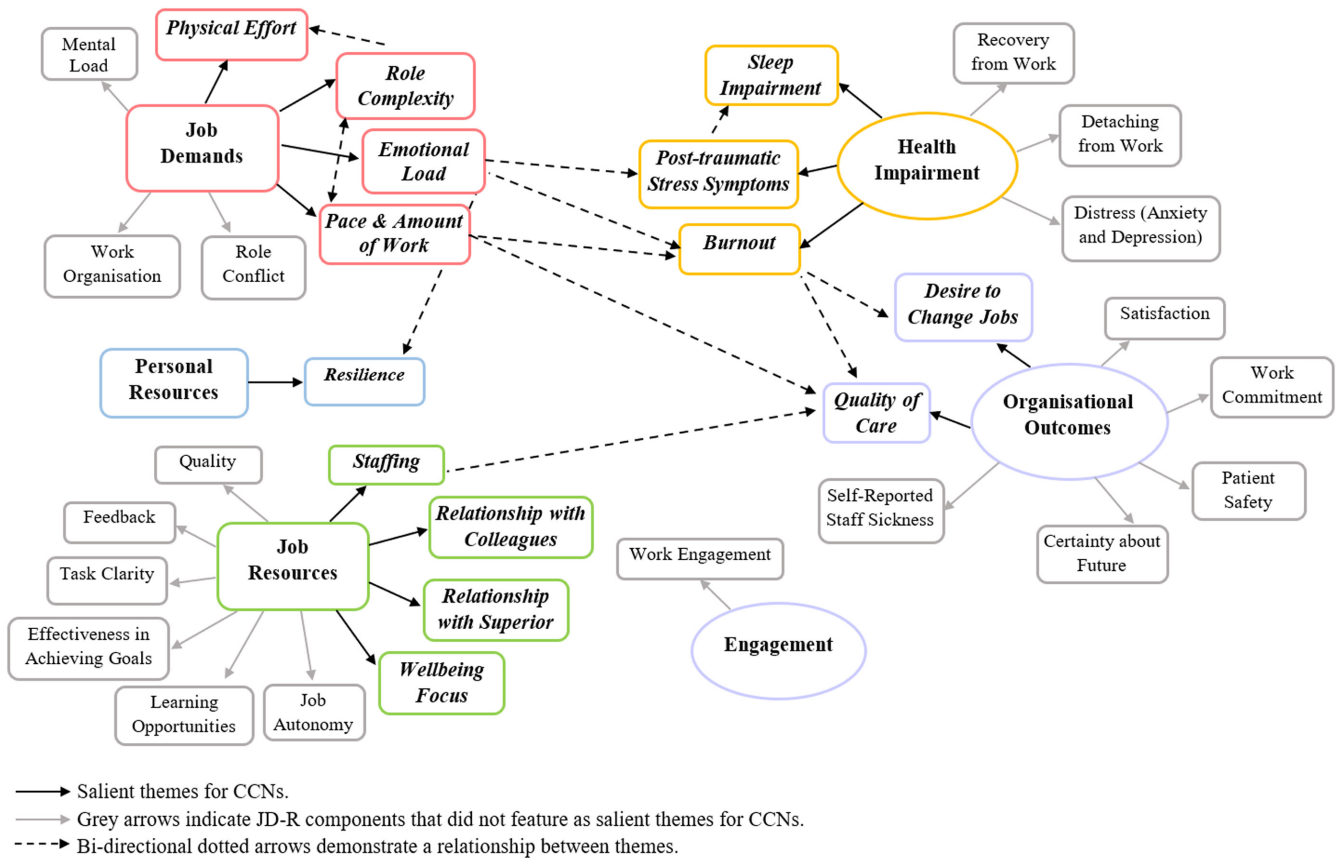 Physical Effort
Mental
Load
Role
Complexity
Job
Demands
Emotional
Load
Pace & Amount
of Work
Work
Organisation
Role
Conflict
Sleep
Impairment
Post-traumatic
Stress Symptoms
Burnout
Health
Impairment
Recovery
from Work
Detaching
from Work
Distress (Anxiety
and Depression)
Desire to
Change Jobs
Satisfaction
Work
Commitment
Organisational
Outcomes
Quality of
Care
Patient
Safety
Self-Reported
Staff Sickness
Certainty about
Future
Personal
Resources
Resilience
Quality
Staffing
Feedback
Relationship with
Colleagues
Job
Resources
Task Clarity
Relationship
with Superior
Effectiveness in
Achieving Goals
Wellbeing
Focus
Learning
Opportunities
Job
Autonomy
Work Engagement
Engagement
Salient themes for CCNs.
Grey arrows indicate JD-R components that did not feature as salient themes for CCNs.
Bi-directional dotted arrows demonstrate a relationship between themes.